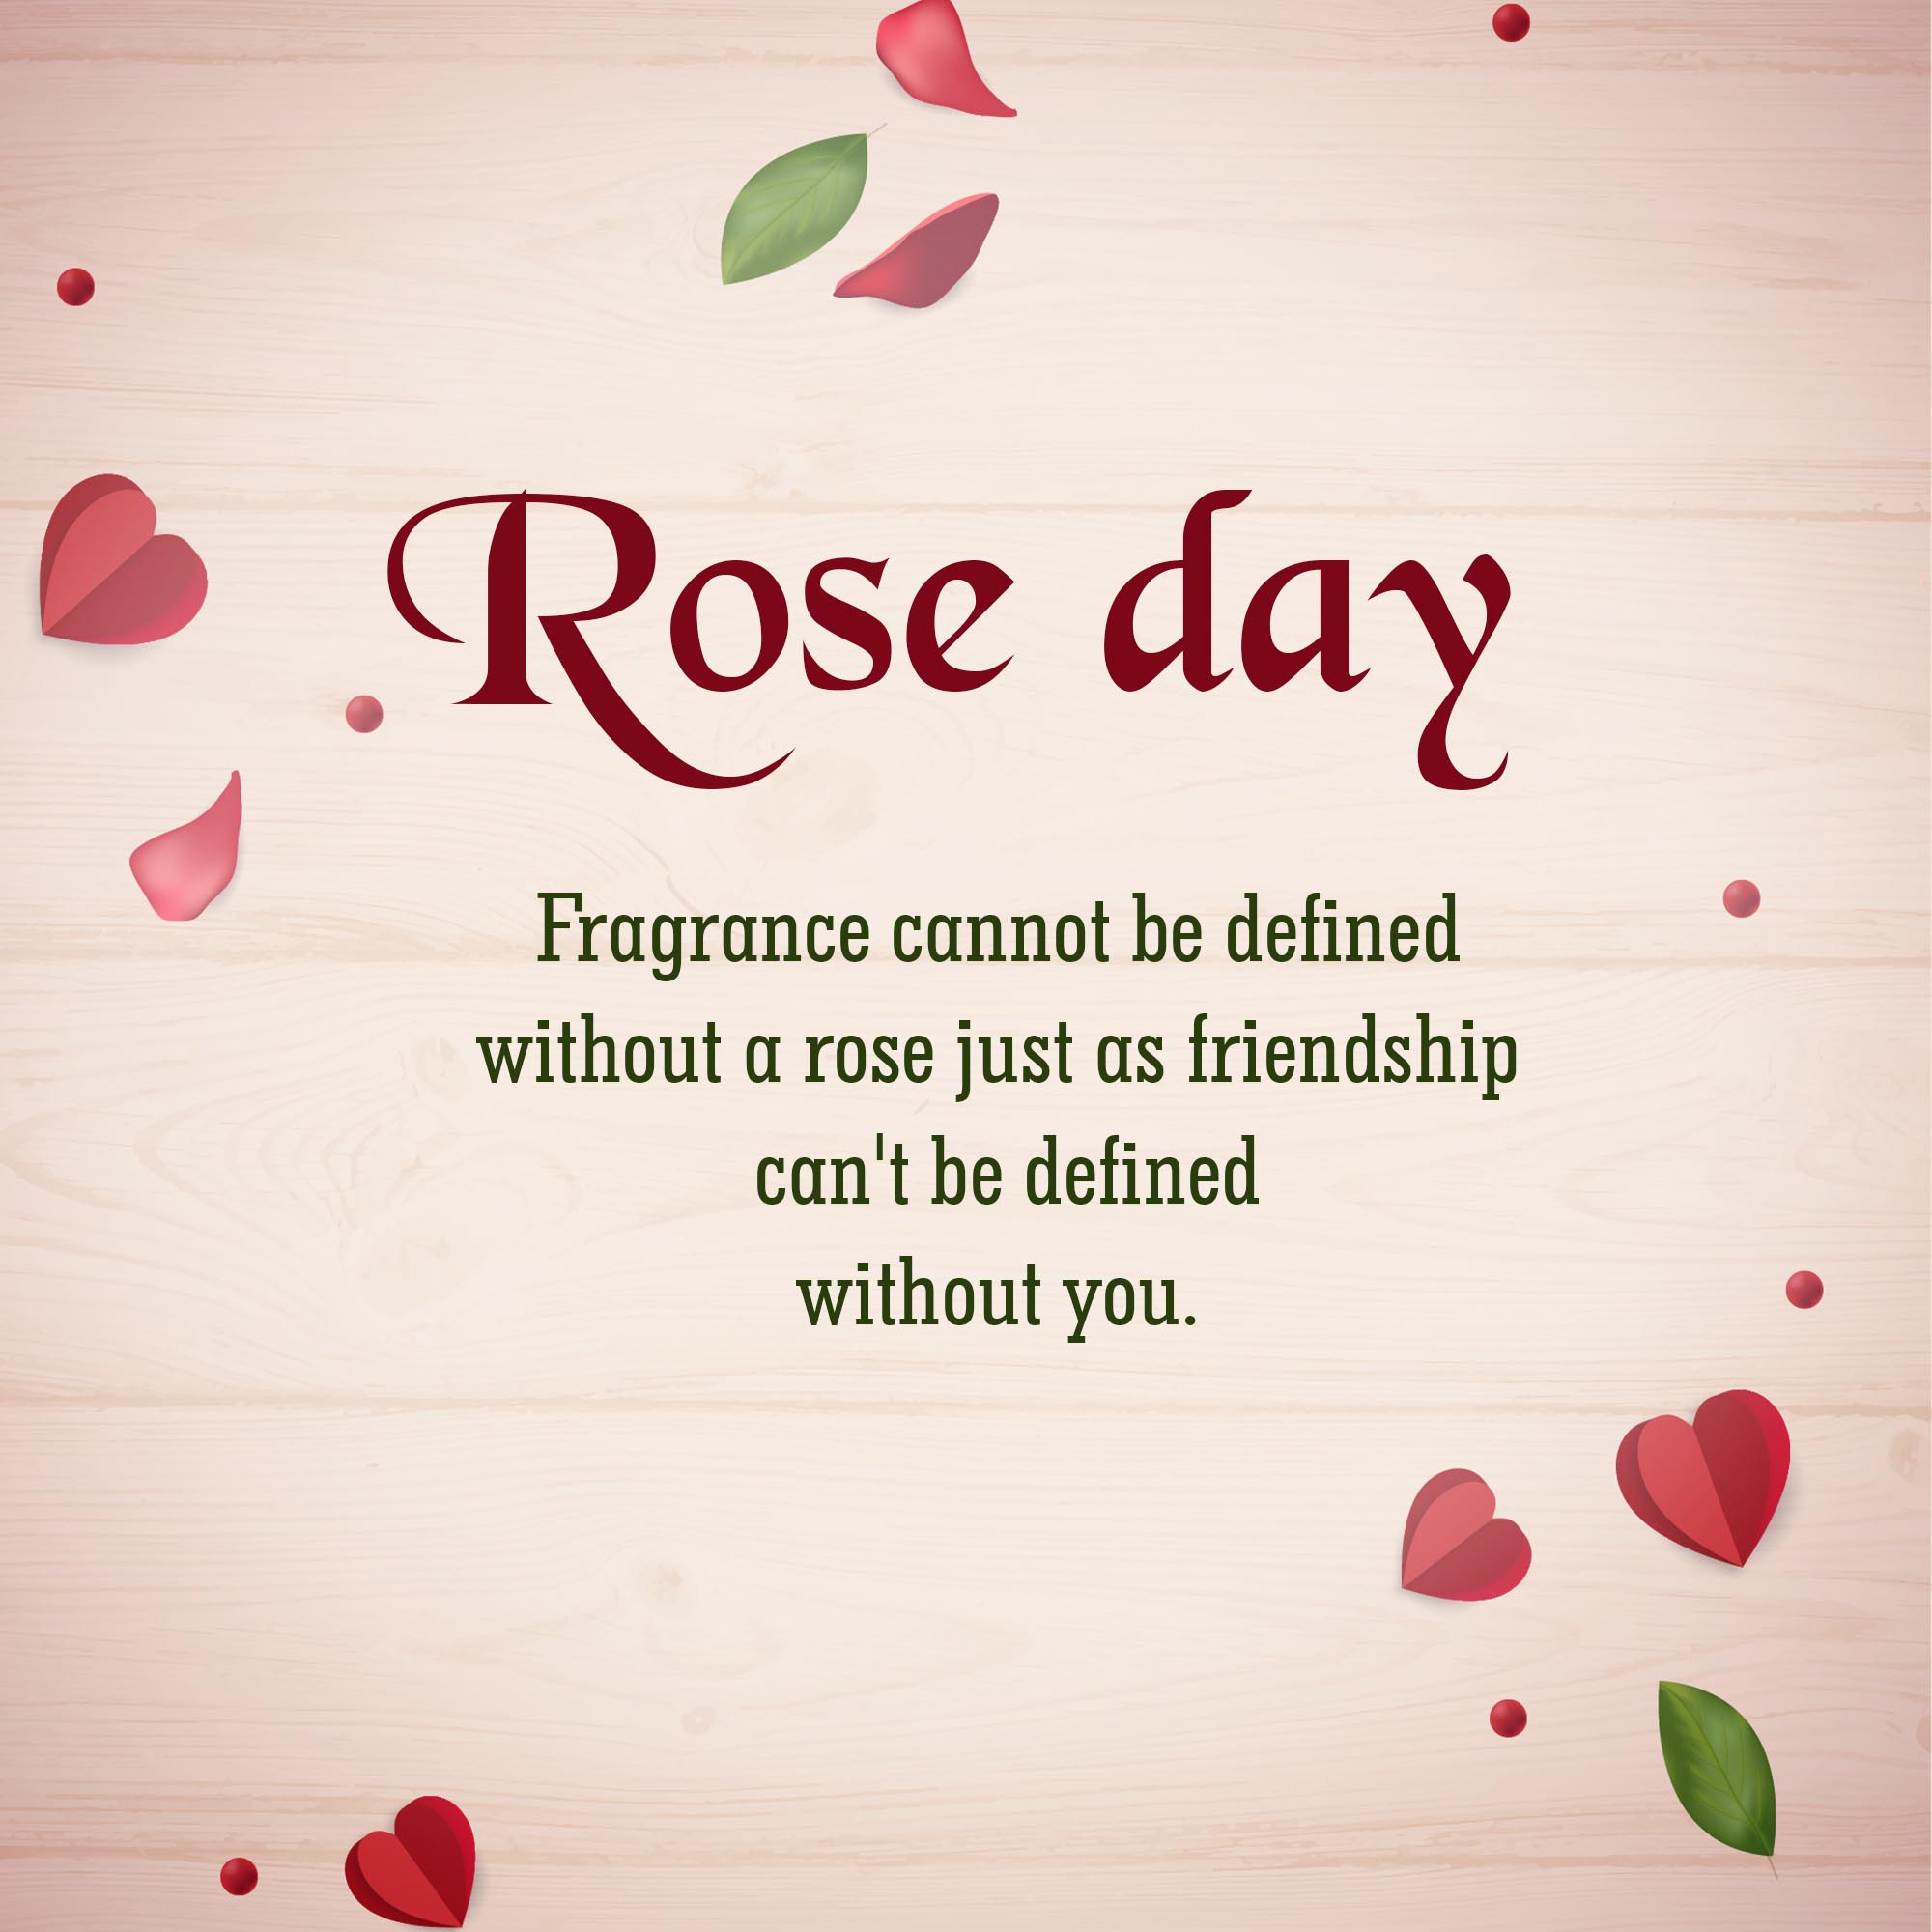 Rose day
Fragrance cannot be defined
without a rose just as friendship
can't be defined
without you.